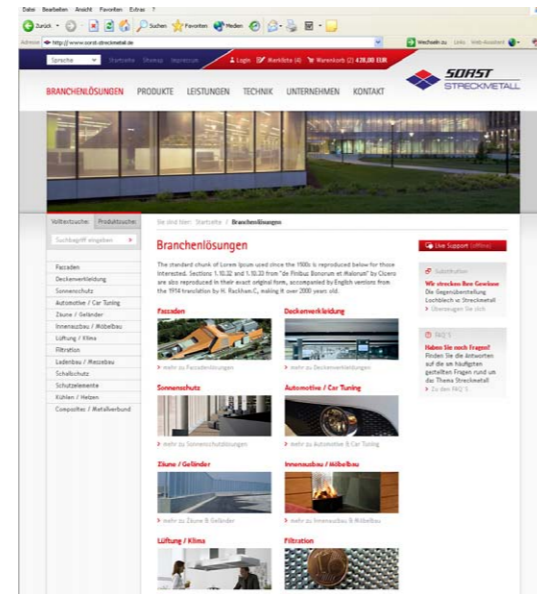 Datei Bearbeiten Ansicht Favoriten Extras ?
Zurück Suchen Favoriten Medien
Adresse http://www.sorst-streckmetall.de Wechseln zu Links
Sprache Startseite Sitemap Impressum Login Merkliste (4) Warenkorb (2) 428,00 EUR
SORST
STRECKMETALL
BRANCHENLÖSUNGEN PRODUKTE LEISTUNGEN TECHNIK UNTERNEHMEN KONTAKT
Volltextsuche: Produktsuche:
Suchbegriff eingeben
Sie sind hier: Startseite / Branchenlösungen
Branchenlösungen
The standard chunk of Lorem Ipsum used since the 1500s is reproduced below for those
interested. Sections 1.10.32 and 1.10.33 from "de Finibus Bonorum et Malorum" by Cicero
are also reproduced in their exact original form, accompanied by English versions from
the 1914 translation by H. Rackham.C, making it over 2000 years old.
Fassaden
Deckenverkleidung
Sonnenschutz
Automotive / Car Tuning
Zäune / Geländer
Innenausbau / Möbelbau
Lüftung / Klima
Filtration
Ladenbau / Messebau
Schallschutz
Schutzelemente
Kühlen / Heizen
Composites / Metallverbund
Fassaden Deckenverkleidung
mehr zu Fassadenlösungen mehr zu Deckenverkleidungen
Sonnenschutz Automotive / Car Tuning
mehr zu Sonnenschutzlösungen mehr zu Automotive & Car Tuning
Zäune / Geländer Innenausbau / Möbelbau
mehr zu Zäune & Geländer mehr zu Innenausbau & Möbelbau
Lüftung / Klima Filtration
Live Support (offline)
Substitution
Wir strecken Ihre Gewinne
Die Gegenüberstellung
Lochblech vs Streckmetall
Überzeugen Sie sich
FAQ'S
Haben Sie noch Fragen?
Finden Sie die Antworten
auf die am häufigsten
gestellten Fragen rund um
das Thema Streckmetall
Zu den FAQ'S